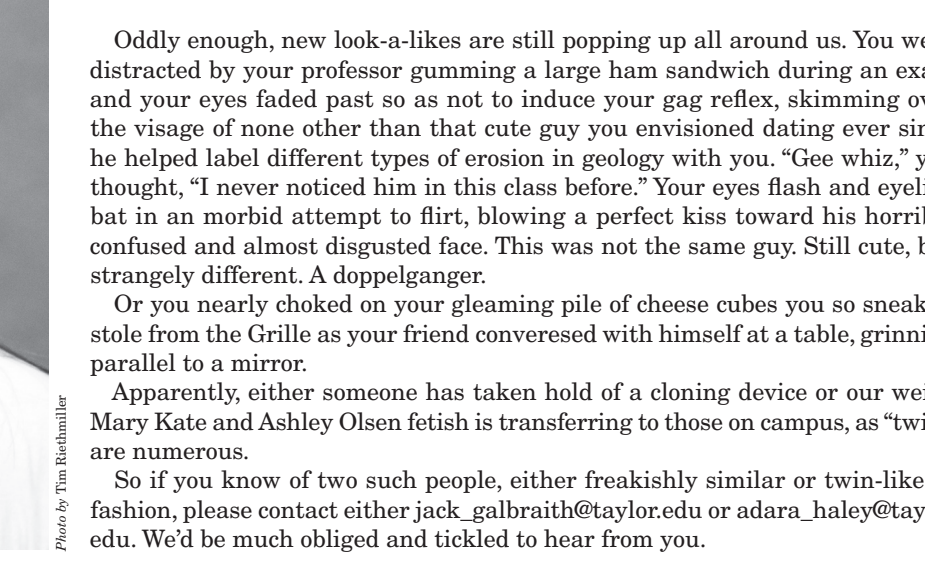 Oddly enough, new look-a-likes are still popping up all around us. You we
distracted by your professor gumming a large ham sandwich during an exa
and your eyes faded past so as not to induce your gag reflex, skimming ov
the visage of none other than that cute guy you envisioned dating ever sin
he helped label different types of erosion in geology with you. “Gee whiz,” y
thought, “I never noticed him in this class before.” Your eyes flash and eyeli
bat in an morbid attempt to flirt, blowing a perfect kiss toward his horrib
confused and almost disgusted face. This was not the same guy. Still cute, b
strangely different. A doppelganger.
Or you nearly choked on your gleaming pile of cheese cubes you so sneak
stole from the Grille as your friend converesed with himself at a table, grinni
parallel to a mirror.
Apparently, either someone has taken hold of a cloning device or our wei
Mary Kate and Ashley Olsen fetish is transferring to those on campus, as “twi
are numerous.
So if you know of two such people, either freakishly similar or twin-like
fashion, please contact either jack_galbraith@taylor.edu or adara_haley@tay
edu. We’d be much obliged and tickled to hear from you.
Photo by Tim Riethmiller